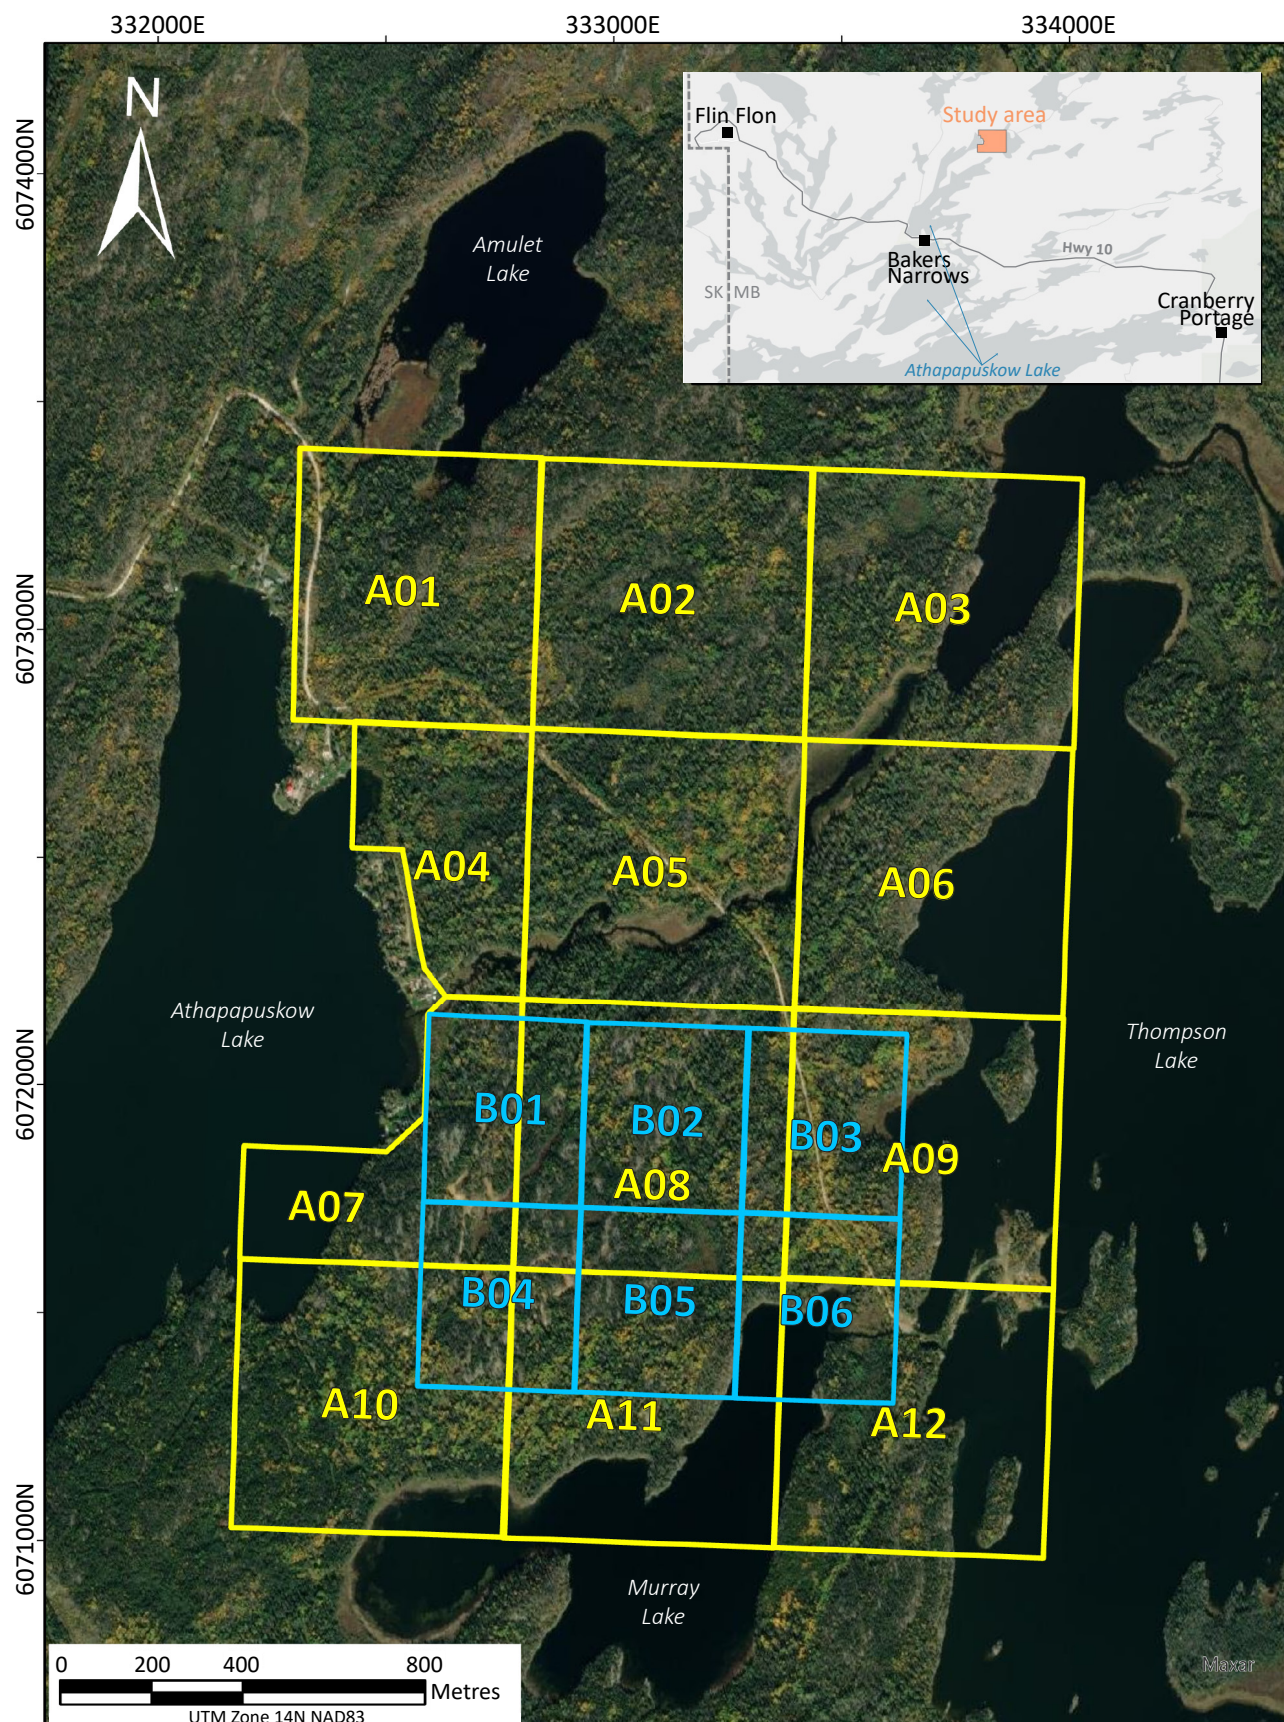 332000E
333000E
334000E
6074000N
6073000N
6072000N
6071000N
N
Flin Flon
Study area
Bakers
Narrows
Hwy 10
SK
MB
Cranberry
Portage
Athapapuskow Lake
Amulet
Lake
A01
A02
A03
A04
A05
A06
Athapapuskow
Lake
Thompson
Lake
B01
B02
B03
A07
A08
A09
B04
B05
B06
A10
A11
A12
Murray
Lake
Maxar
0
200
400
800
Metres
UTM Zone 14N NAD83